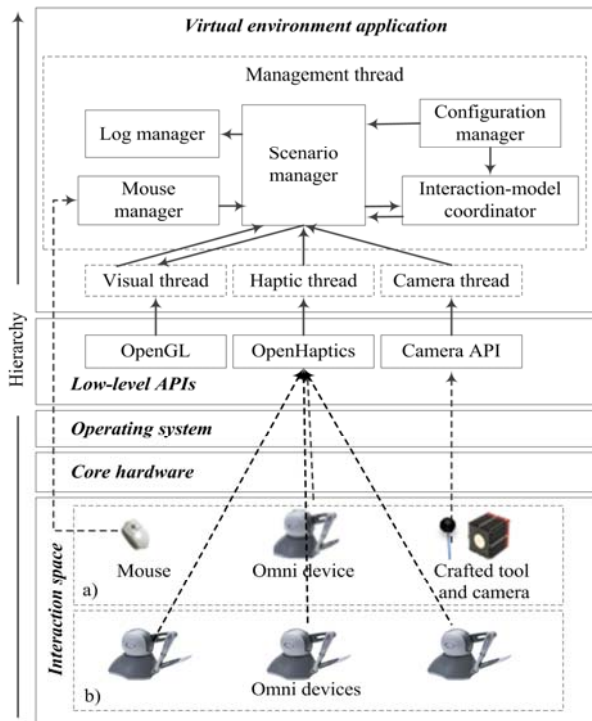 Virtual environment application
Management thread
Log manager
Scenario
manager
Configuration
manager
Mouse
manager
Interaction-model
coordinator
Visual thread
Haptic thread
Camera thread
OpenGL
OpenHaptics
Camera API
Low-level APIs
Operating system
Core hardware
Hierarchy
Interaction space
Mouse
Omni device
Crafted tool
and camera
a)
Omni devices
b)